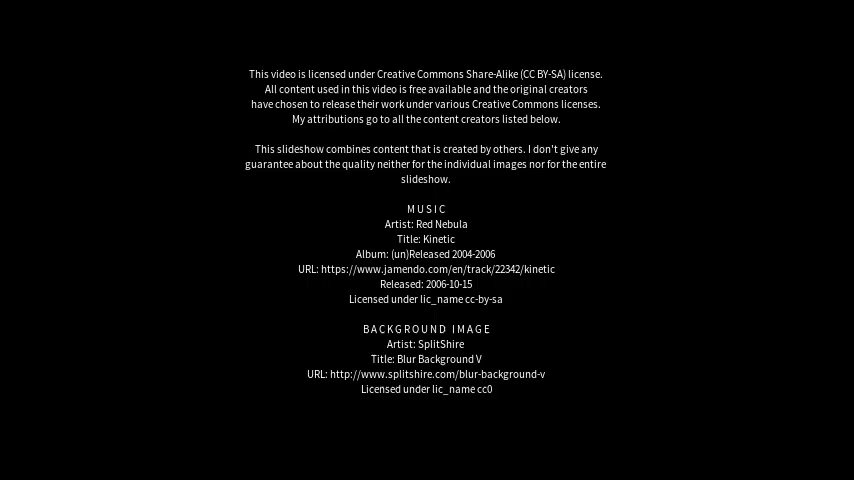 This video is licensed under Creative Commons Share-Alike (CC BY-SA) license.
All content used in this video is free available and the original creators
have chosen to release their work under various Creative Commons licenses.
My attributions go to all the content creators listed below.
This slideshow combines content that is created by others. I don't give any
guarantee about the quality neither for the individual images nor for the entire
slideshow.
MUSIC
Artist: Red Nebula
Title: Kinetic
Album: (un)Released 2004-2006
URL: https://www.jamendo.com/en/track/22342/kinetic
Released: 2006-10-15
Licensed under lic_name cc-by-sa
BACKGROUND IMAGE
Artist: SplitShire
Title: Blur Background V
URL: http://www.splitshire.com/blur-background-v
Licensed under lic_name cc0